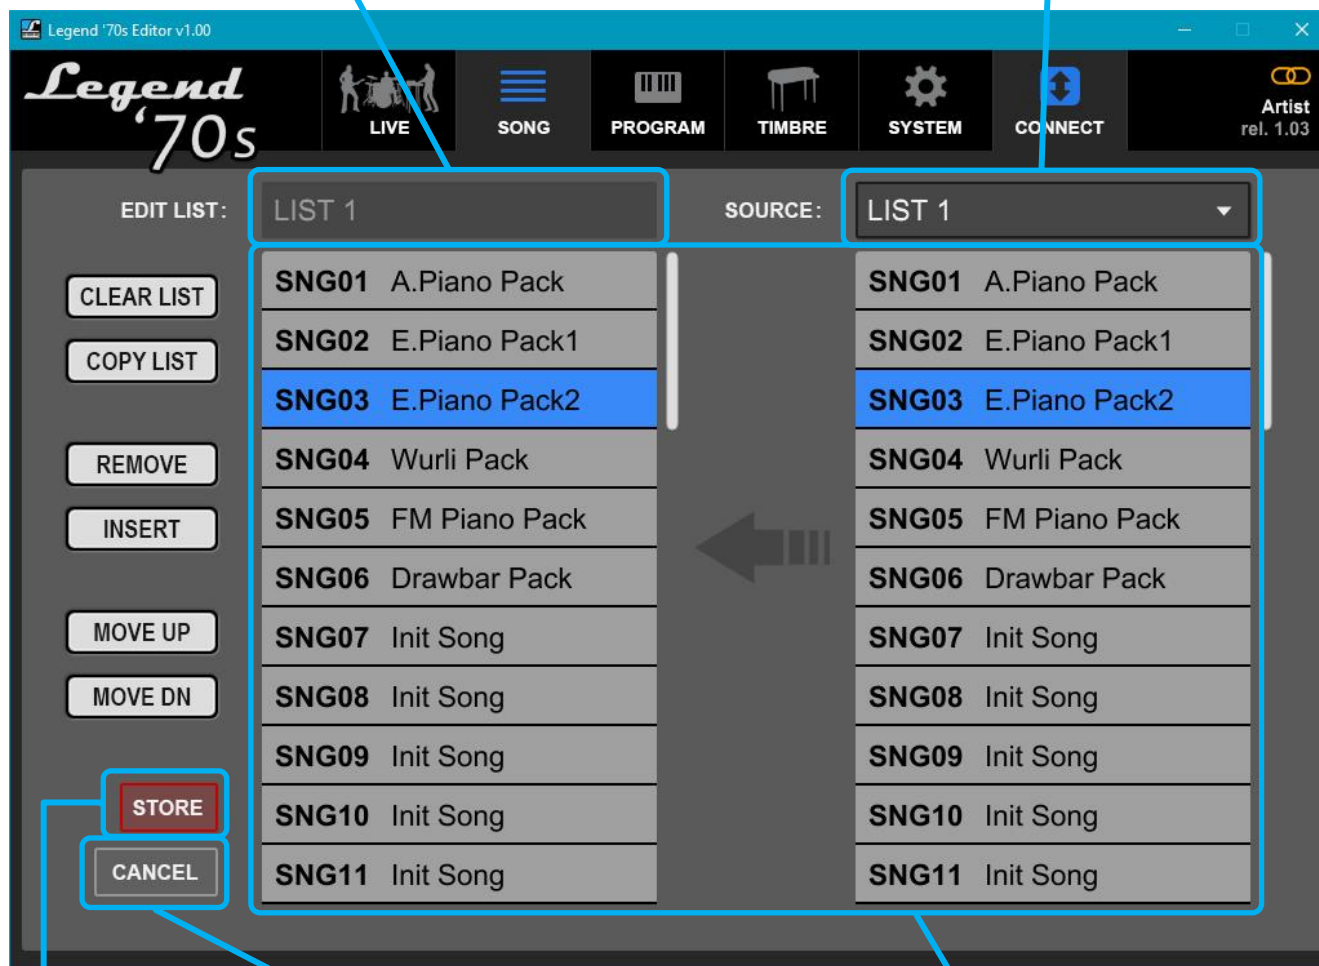 Legend '70s Editor v1.00
Legend
'70s
LIVE
SONG
PROGRAM
TIMBRE
SYSTEM
CONNECT
Artist
rel. 1.03
EDIT LIST:
LIST 1
SOURCE:
LIST 1
CLEAR LIST
COPY LIST
REMOVE
INSERT
MOVE UP
MOVE DN
STORE
CANCEL
SNG01 A.Piano Pack
SNG02 E.Piano Pack1
SNG03 E.Piano Pack2
SNG04 Wurli Pack
SNG05 FM Piano Pack
SNG06 Drawbar Pack
SNG07 Init Song
SNG08 Init Song
SNG09 Init Song
SNG10 Init Song
SNG11 Init Song
SNG01 A.Piano Pack
SNG02 E.Piano Pack1
SNG03 E.Piano Pack2
SNG04 Wurli Pack
SNG05 FM Piano Pack
SNG06 Drawbar Pack
SNG07 Init Song
SNG08 Init Song
SNG09 Init Song
SNG10 Init Song
SNG11 Init Song